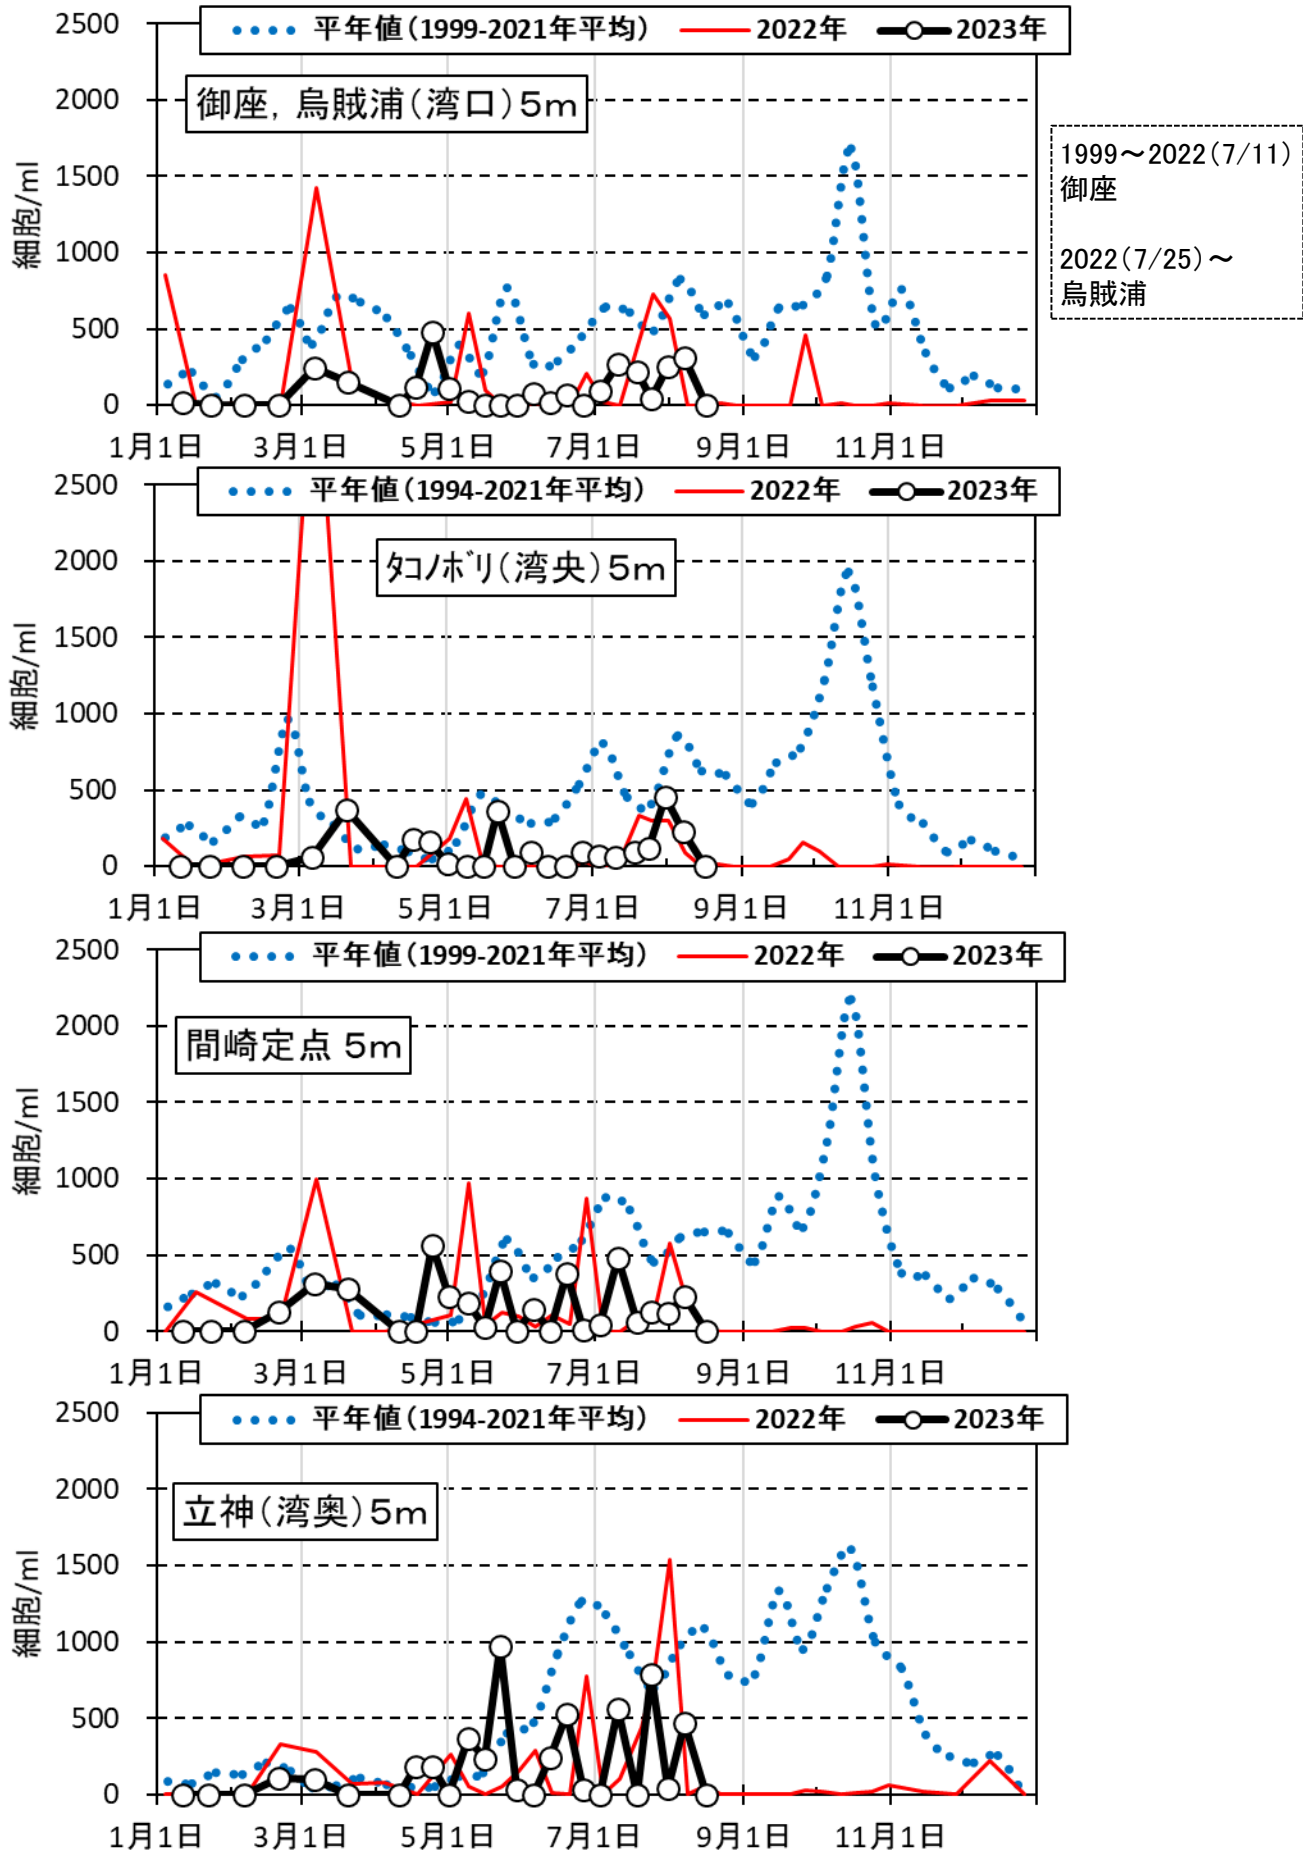 2500
平年値(1999-2021年平均) 2022年 2023年
御座, 烏賊浦(湾口)5m
2000
1500
1000
500
0
細胞/ml
1月1日 3月1日 5月1日 7月1日 9月1日 11月1日
1999～2022(7/11)
御座
2022(7/25)～
烏賊浦
2500
平年値(1994-2021年平均) 2022年 2023年
ﾀｺﾉﾎﾞﾘ(湾央)5m
2000
1500
1000
500
0
細胞/ml
1月1日 3月1日 5月1日 7月1日 9月1日 11月1日
2500
平年値(1999-2021年平均) 2022年 2023年
間崎定点 5m
2000
1500
1000
500
0
細胞/ml
1月1日 3月1日 5月1日 7月1日 9月1日 11月1日
2500
平年値(1994-2021年平均) 2022年 2023年
立神(湾奥)5m
2000
1500
1000
500
0
細胞/ml
1月1日 3月1日 5月1日 7月1日 9月1日 11月1日